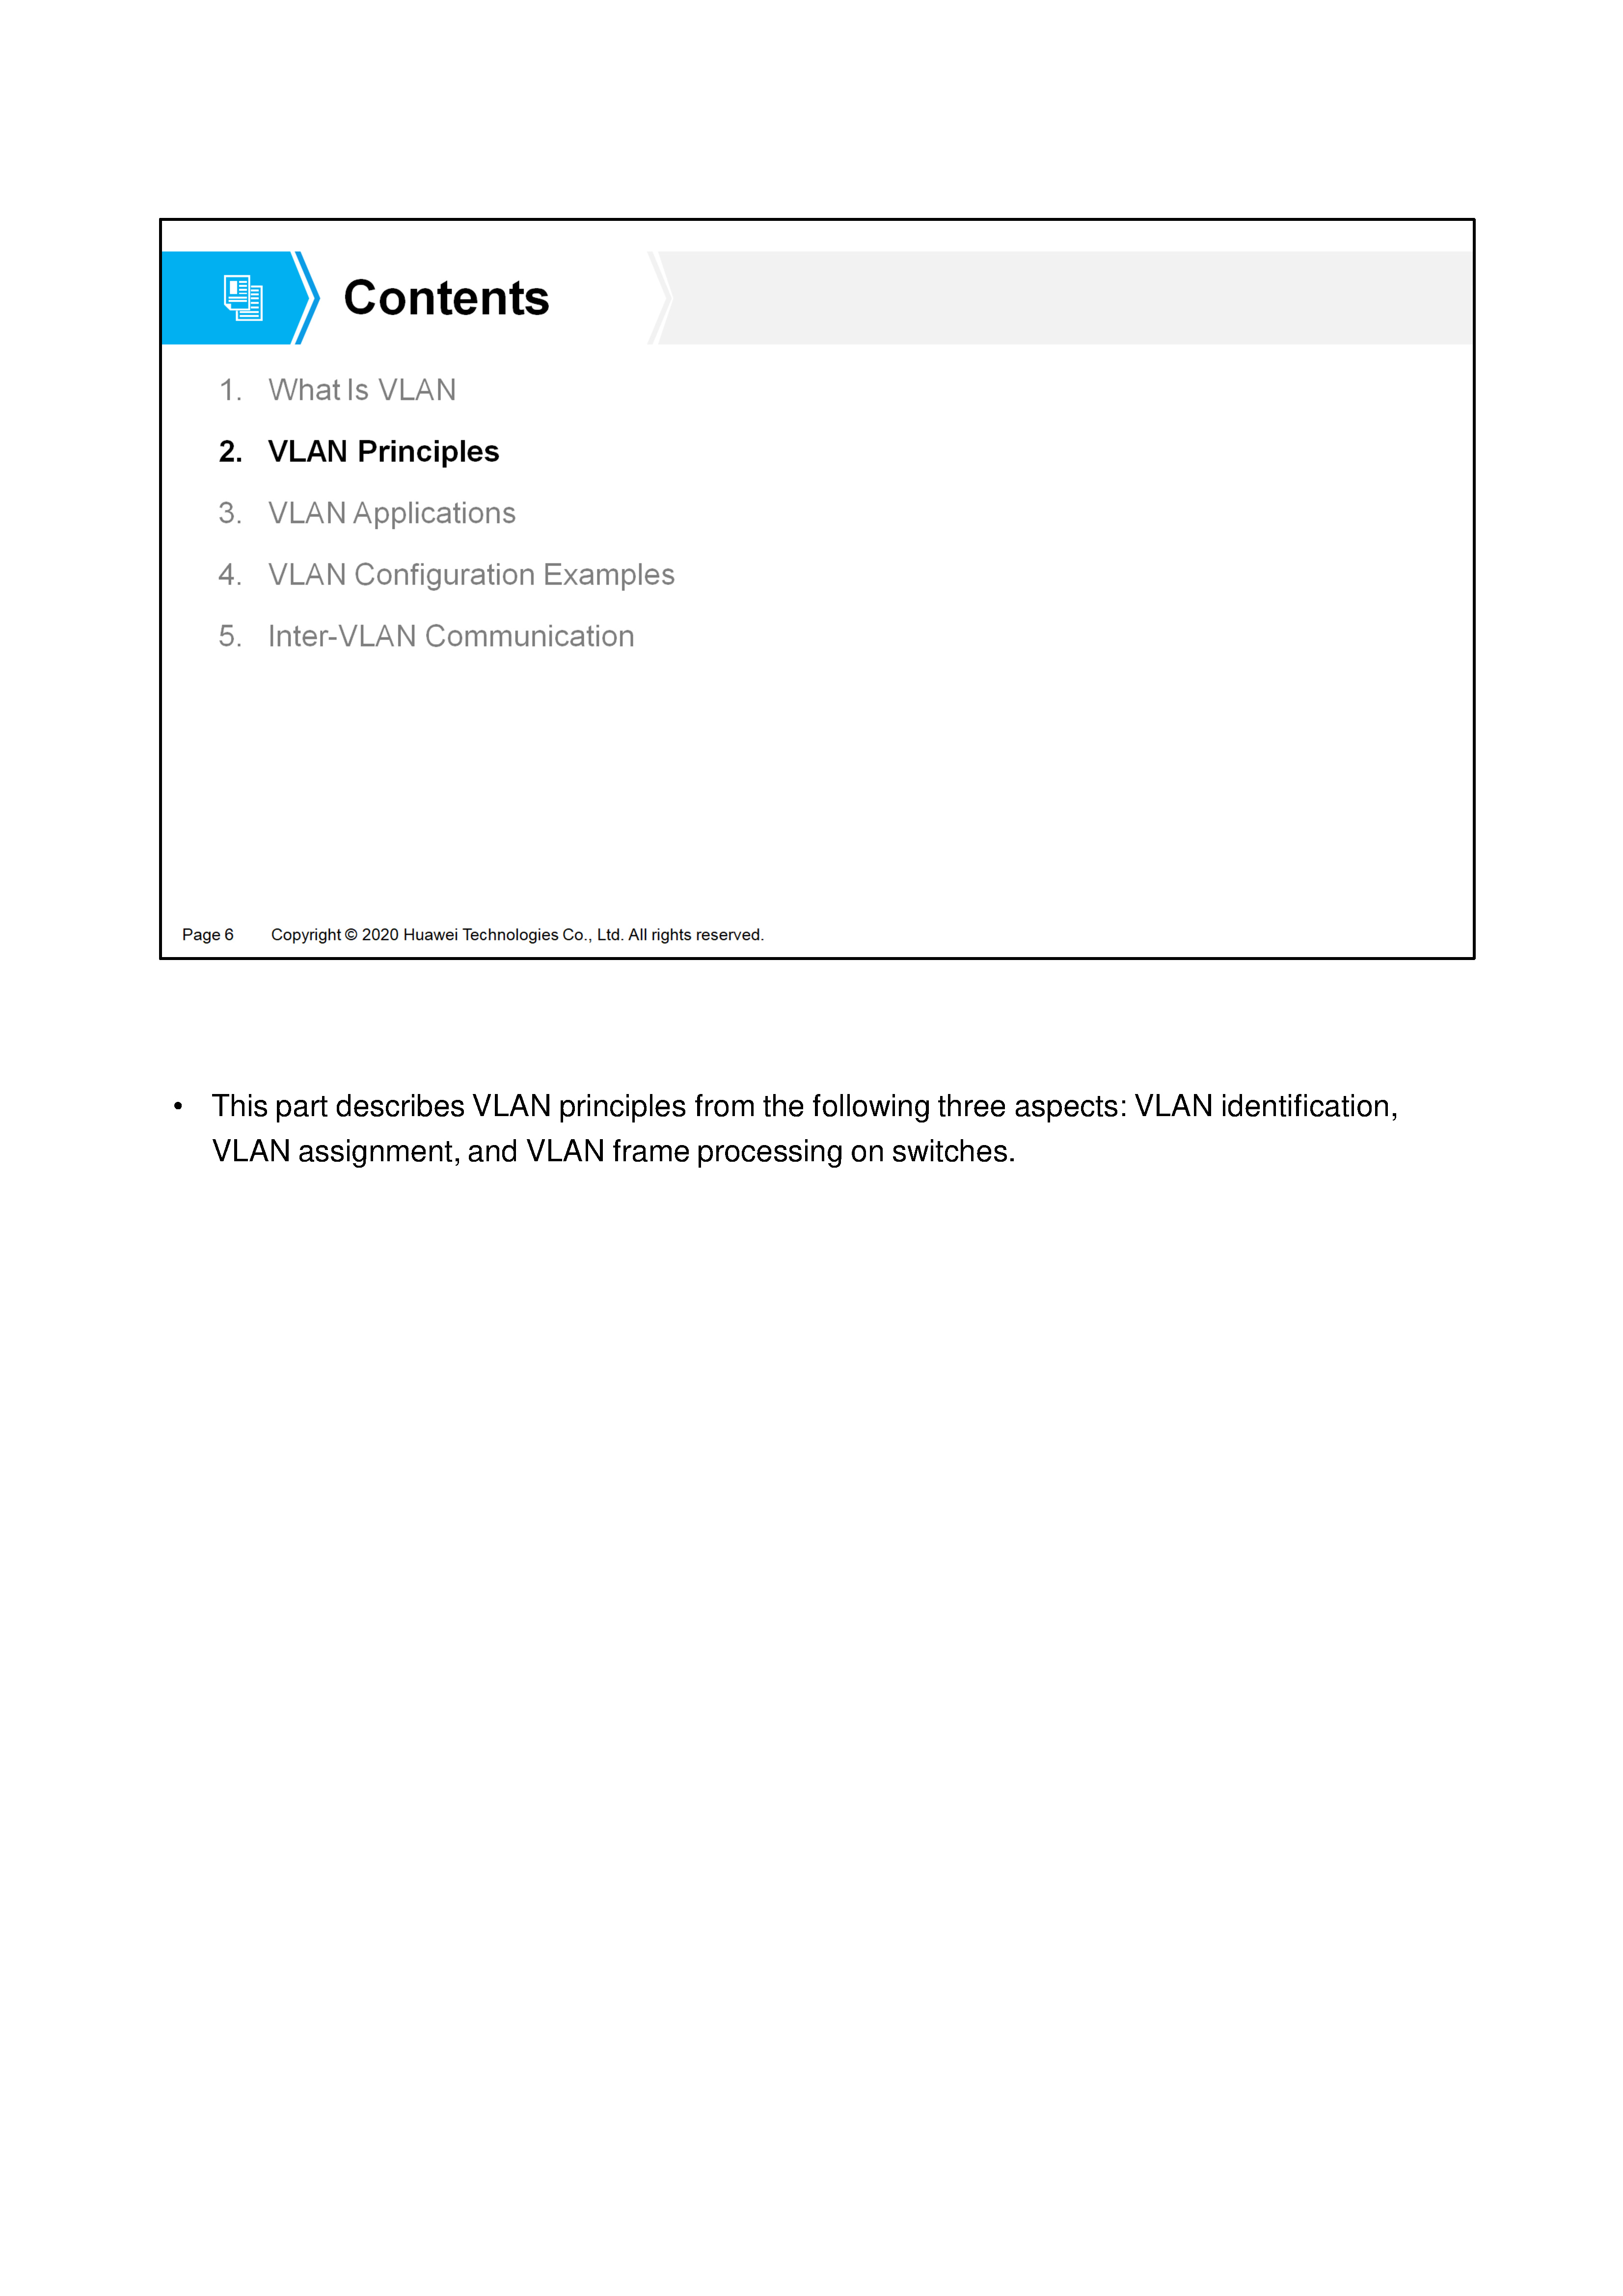 Contents
1. What Is VLAN
2. VLAN Principles
3. VLAN Applications
4. VLAN Configuration Examples
5. Inter-VLAN Communication
Page 6 Copyright © 2020 Huawei Technologies Co., Ltd. All rights reserved.
• This part describes VLAN principles from the following three aspects: VLAN identification,
VLAN assignment, and VLAN frame processing on switches.